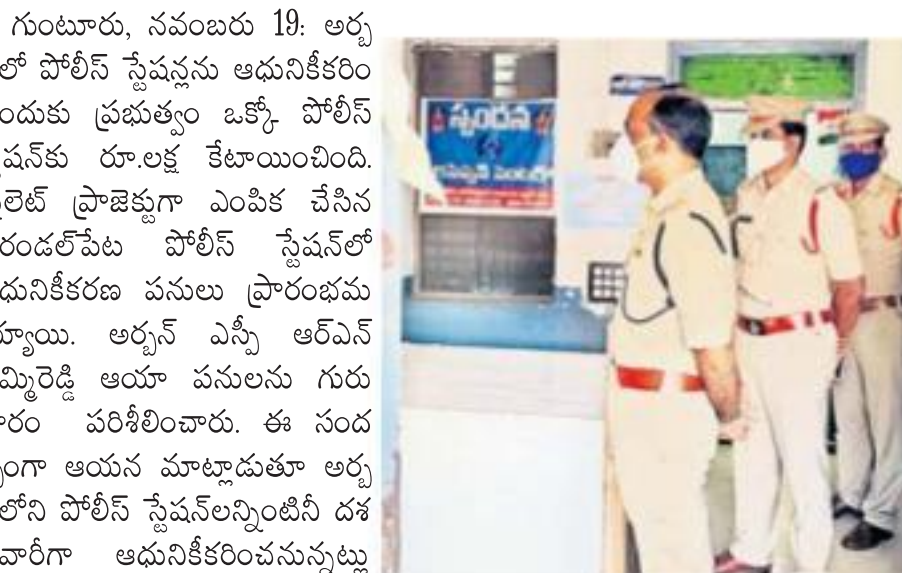 గుంటూరు, నవంబరు 19: అర్బ
లో పోలీస్ స్టేషన్లను ఆధునికీకరిం
ందుకు ప్రభుత్వం ఒక్కో పోలీస్
షన్‌కు రూ.లక్ష కేటాయించింది.
లెట్ ప్రాజెక్టుగా ఎంపిక చేసిన
రండల్‌పేట పోలీస్ స్టేషన్‌లో
ధునికీకరణ పనులు ప్రారంభమ
య్యాయి. అర్బన్ ఎస్పీ ఆర్ఎన్
మ్మిరెడ్డి ఆయా పనులను గురు
ారం పరిశీలించారు. ఈ సంద
ర్భంగా ఆయన మాట్లాడుతూ అర్బ
లోని పోలీస్ స్టేషన్‌లన్నింటినీ దశ
వారీగా ఆధునికీకరించనున్నట్లు
స్పందన